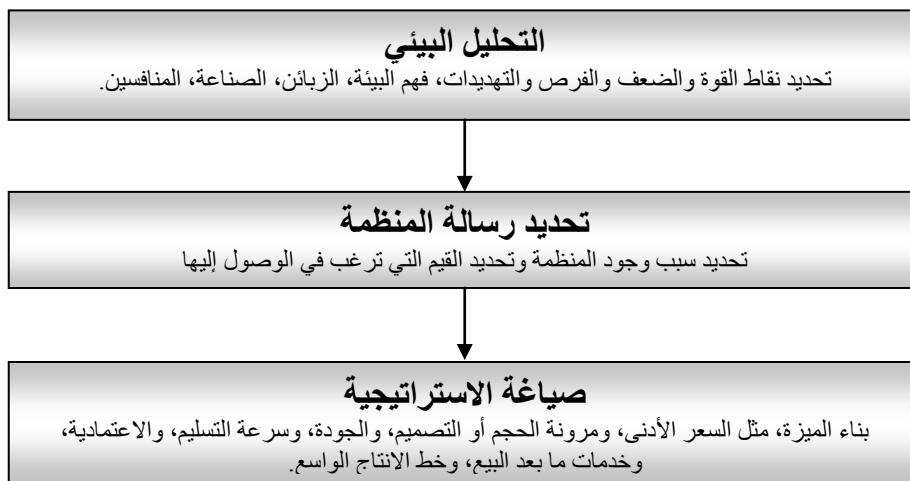 التحليل البيئي
تحديد نقاط القوة والضعف والفرص والتهديدات، فهم البيئة، الزبائن، الصناعة، المنافسين.
تحديد رسالة المنظمة
تحديد سبب وجود المنظمة وتحديد القيم التي ترغب في الوصول إليها
صياغة الاستراتيجية
بناء الميزة، مثل السعر الأدنى، ومرونة الحجم أو التصميم، والجودة، وسرعة التسليم، والاعتمادية،
وخدمات ما بعد البيع، وخط الانتاج الواسع.